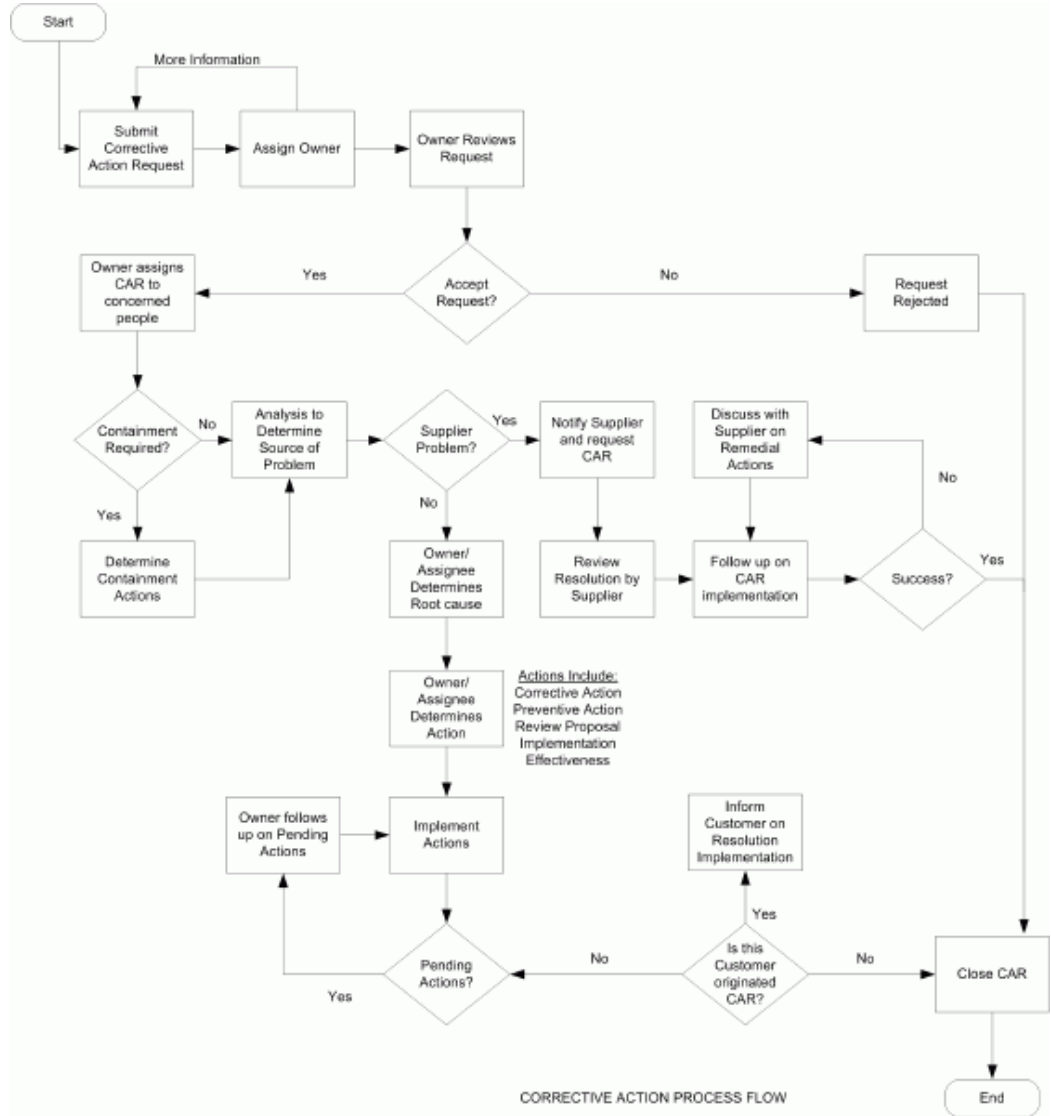 Start
More Information
Submit
Corrective
Action Request
Assign Owner
Owner Reviews
Request
Owner assigns
CAR to
concerned
people
Yes
Accept
Request?
No
Request
Rejected
Containment
Required?
No
Analysis to
Determine
Source of
Problem
Supplier
Problem?
Yes
Notify Supplier
and request
CAR
Discuss with
Supplier on
Remedial
Actions
No
Yes
No
Determine
Containment
Actions
Owner/
Assignee
Determines
Root cause
Review
Resolution by
Supplier
Follow up on
CAR
implementation
Success?
Yes
Owner/
Assignee
Determines
Action
Actions Include:
Corrective Action
Preventive Action
Review Proposal
Implementation
Effectiveness
Owner follows
up on Pending
Actions
Implement
Actions
Inform
Customer on
Resolution
Implementation
Yes
Pending
Actions?
Yes
No
Is this
Customer
originated
CAR?
No
Close CAR
CORRECTIVE ACTION PROCESS FLOW
End